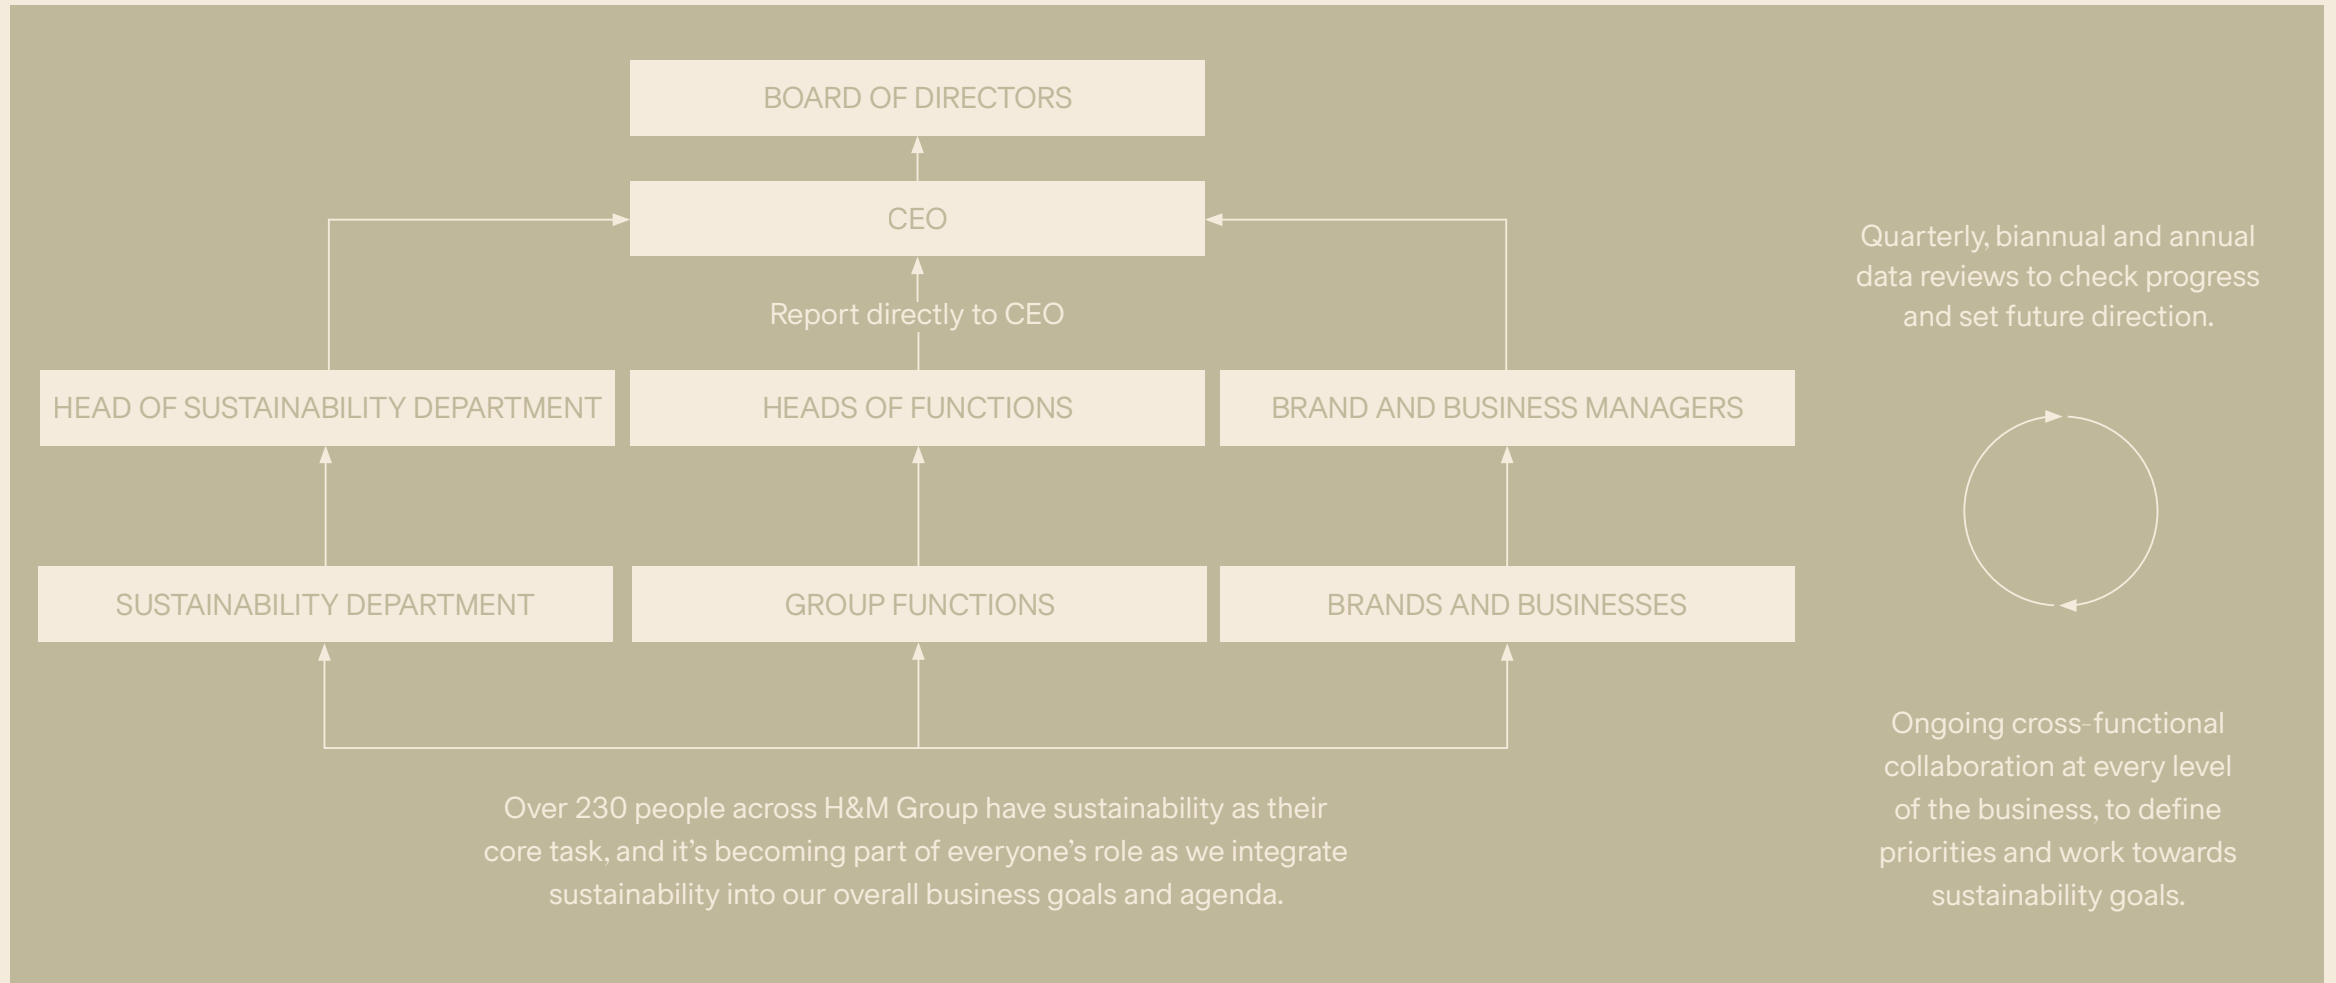 BOARD OF DIRECTORS
CEO
Report directly to CEO
HEAD OF SUSTAINABILITY DEPARTMENT
HEADS OF FUNCTIONS
BRAND AND BUSINESS MANAGERS
SUSTAINABILITY DEPARTMENT
GROUP FUNCTIONS
BRANDS AND BUSINESSES
Over 230 people across H&M Group have sustainability as their
core task, and it’s becoming part of everyone’s role as we integrate
sustainability into our overall business goals and agenda.
Quarterly, biannual and annual
data reviews to check progress
and set future direction.
Ongoing cross-functional
collaboration at every level
of the business, to define
priorities and work towards
sustainability goals.